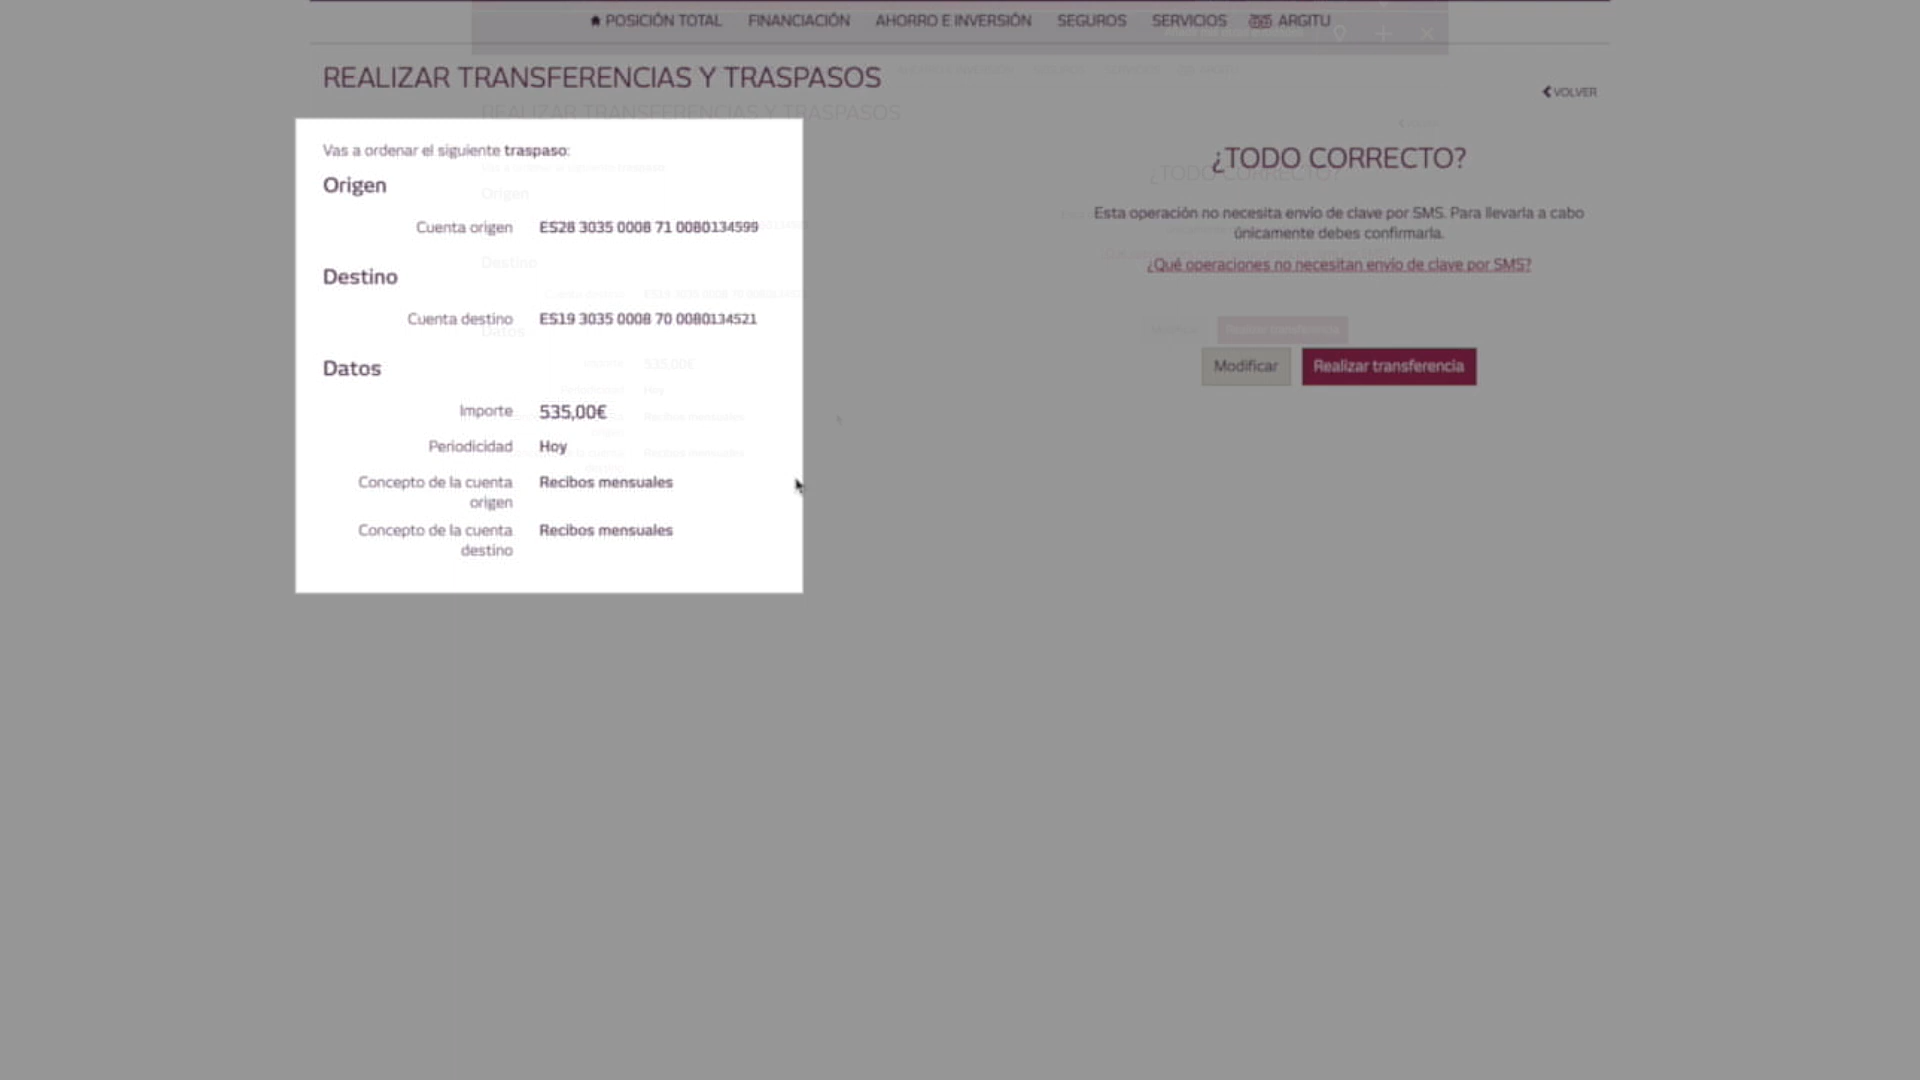 POSICIÓN TOTAL FINANCIACIÓN AHORRO E INVERSIÓN SEGUROS SERVICIOS ARGITU
REALIZAR TRANSFERENCIAS Y TRASPASOS
VOLVER
Vas a ordenar el siguiente traspaso:
Origen
Cuenta origen ES28 3035 0008 71 0080134599
Destino
Cuenta destino ES19 3035 0008 70 0080134521
Datos
Importe 535,00€
Periodicidad Hoy
Concepto de la cuenta origen Recibos mensuales
Concepto de la cuenta destino Recibos mensuales
¿TODO CORRECTO?
Esta operación no necesita envío de clave por SMS. Para llevarla a cabo
únicamente debes confirmarla.
¿Qué operaciones no necesitan envío de clave por SMS?
Modificar Realizar transferencia